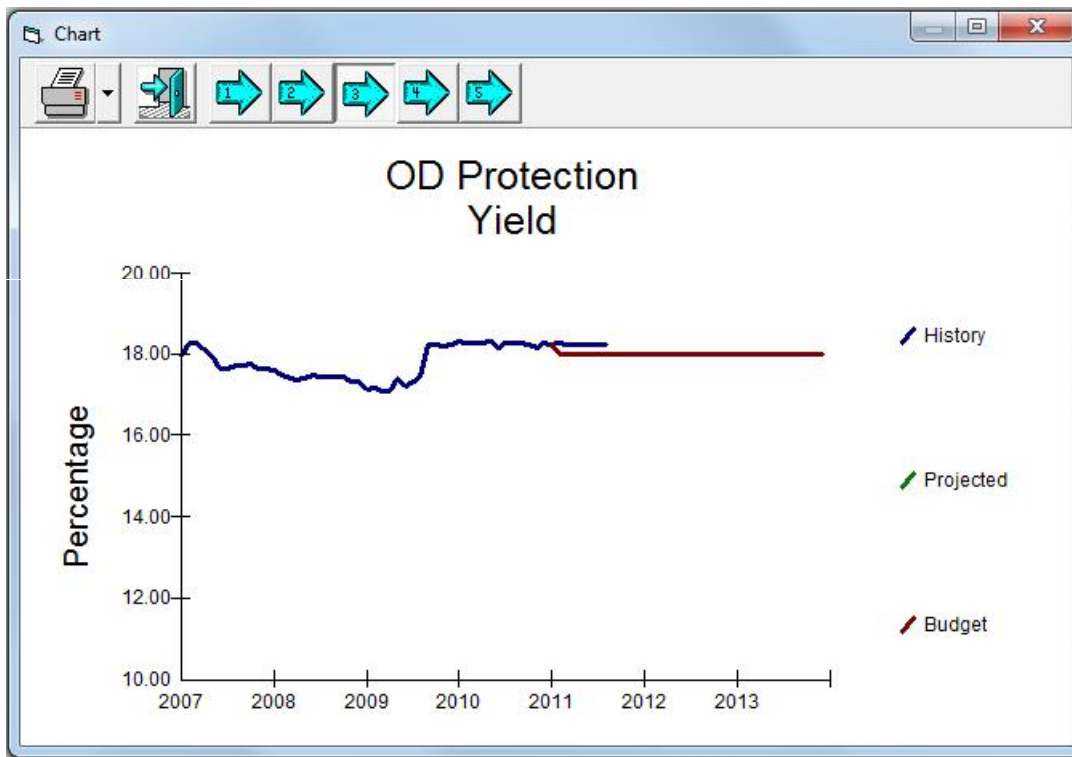 Chart
1 2 3 4 5
OD Protection
Yield
20.00
18.00
16.00
14.00
12.00
10.00
Percentage
2007 2008 2009 2010 2011 2012 2013
History
Projected
Budget